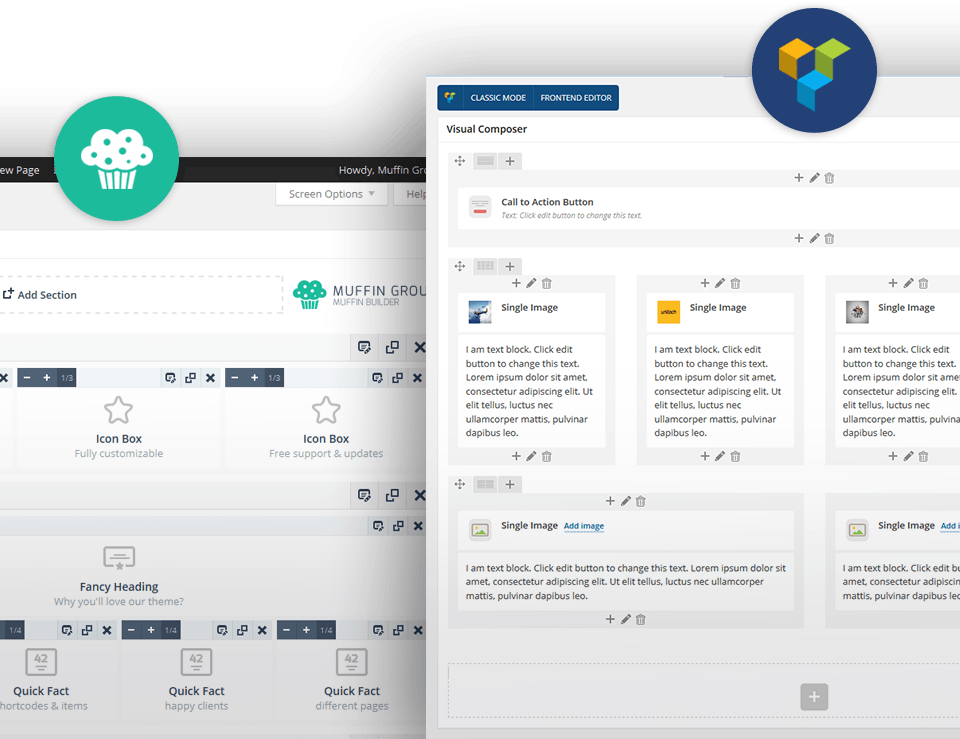 ew Page
Howdy, Muffin Gro
Screen Options
Help
Add Section
MUFFIN GROU
MUFFIN BUILDER
1/3
1/3
Icon Box
Fully customizable
Icon Box
Free support & updates
Fancy Heading
Why you'll love our theme?
1/4
1/4
1/4
42
Quick Fact
hortcodes & items
42
Quick Fact
happy clients
42
Quick Fact
different pages
CLASSIC MODE
FRONTEND EDITOR
Visual Composer
Call to Action Button
Text: Click edit button to change this text.
Single Image
I am text block. Click edit
button to change this text.
Lorem ipsum dolor sit amet,
consectetur adipiscing elit. Ut
elit tellus, luctus nec
ullamcorper mattis, pulvinar
dapibus leo.
unitech
Single Image
I am text block. Click edit
button to change this text.
Lorem ipsum dolor sit amet,
consectetur adipiscing elit. Ut
elit tellus, luctus nec
ullamcorper mattis, pulvinar
dapibus leo.
Single Image
I am text block. Click edit
button to change this text.
Lorem ipsum dolor sit amet,
consectetur adipiscing elit.
elit tellus, luctus nec
ullamcorper mattis, pulvina
dapibus leo.
Single Image Add image
I am text block. Click edit button to change this text. Lorem ipsum dolor sit
amet, consectetur adipiscing elit. Ut elit tellus, luctus nec ullamcorper
mattis, pulvinar dapibus leo.
Single Image Add i
I am text block. Click edit bu
amet, consectetur adipiscing
mattis, pulvinar dapibus leo.